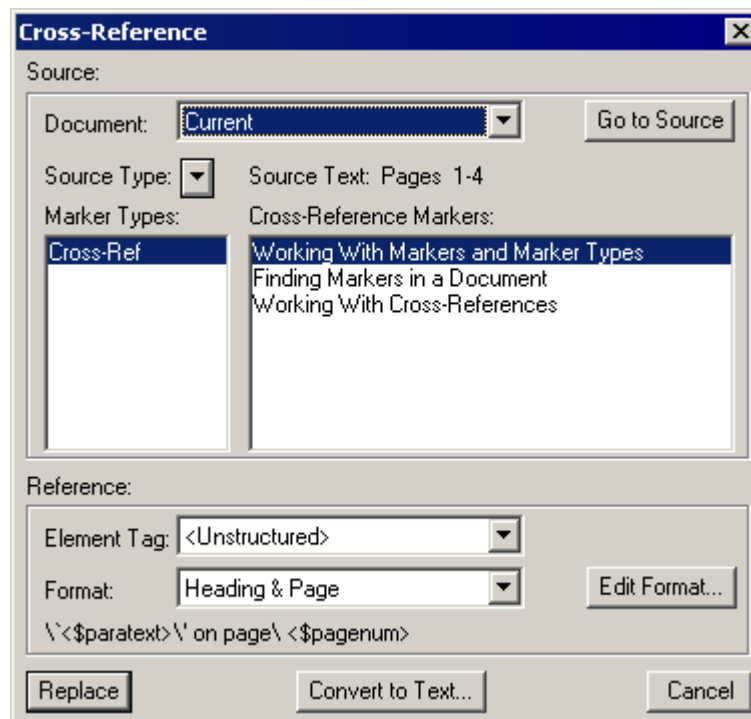 Cross-Reference
Source:
Document: Current Go to Source
Source Type: Source Text: Pages 1-4
Marker Types: Cross-Reference Markers:
Cross-Ref Working With Markers and Marker Types
Finding Markers in a Document
Working With Cross-References
Reference:
Element Tag: <Unstructured>
Format: Heading & Page Edit Format...
\`<$paratext>\' on page\ <$pagenum>
Replace Convert to Text... Cancel